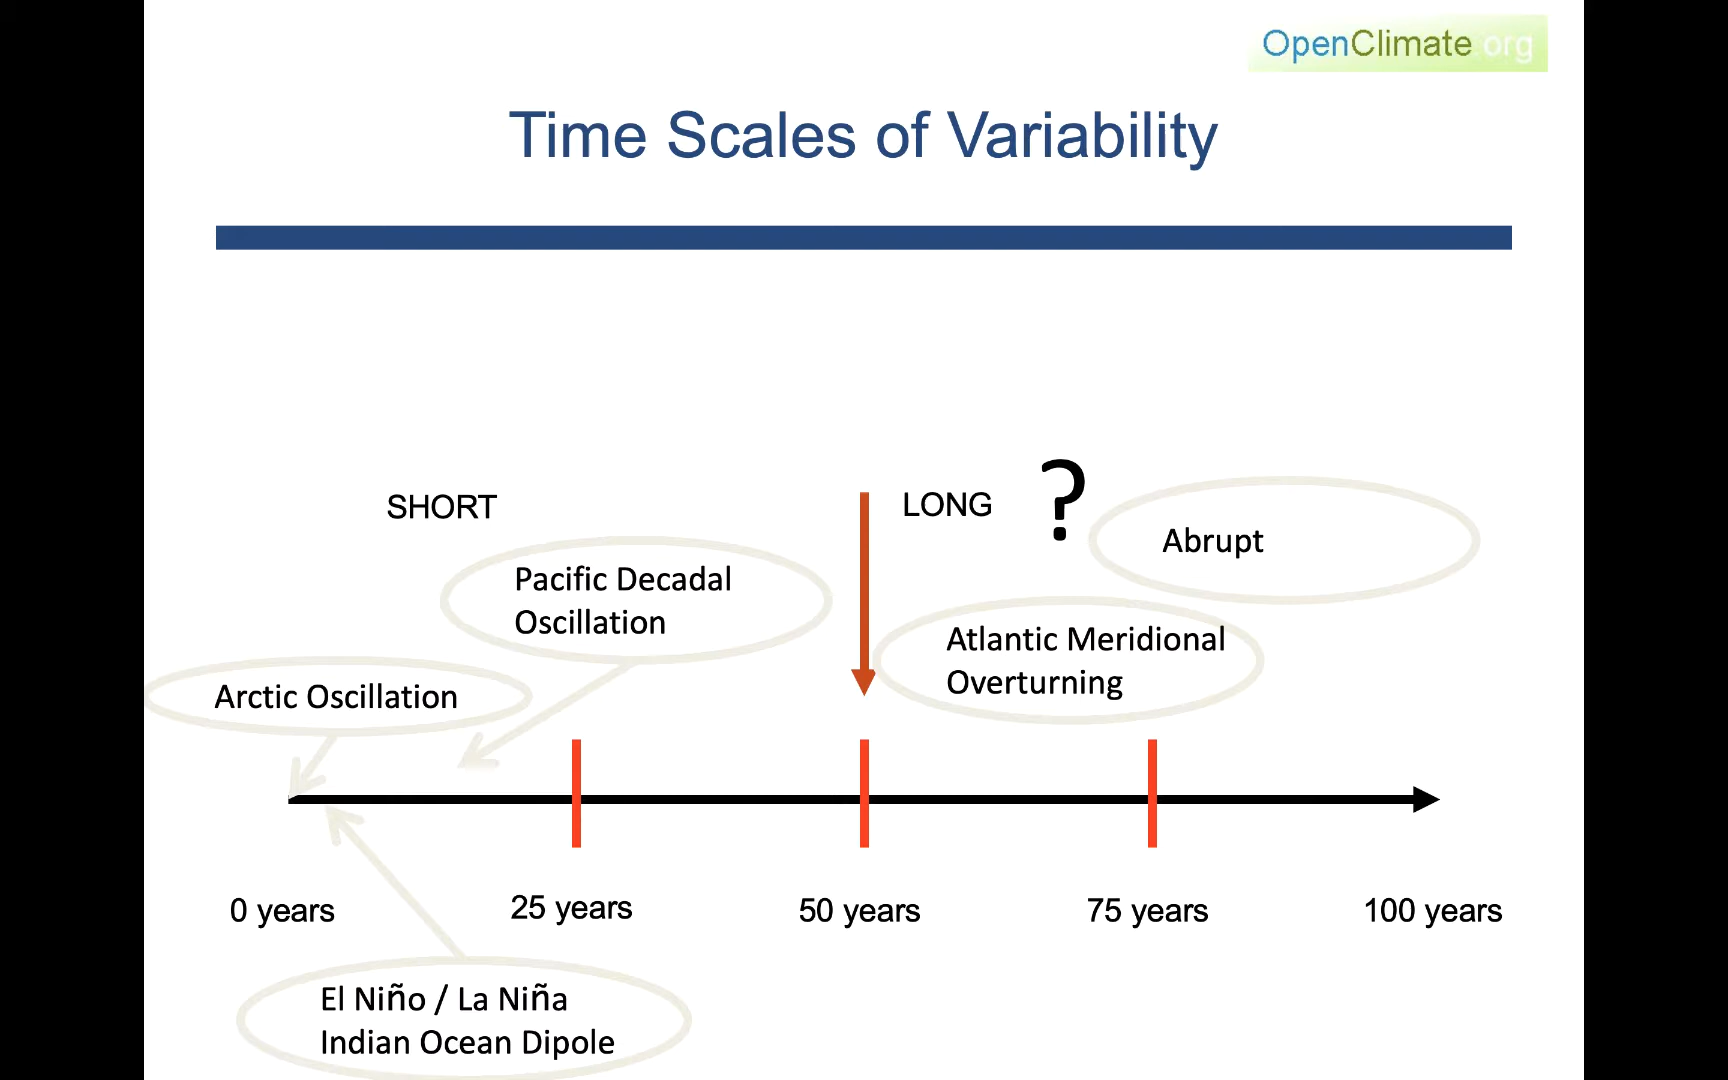 OpenClimate.org
Time Scales of Variability
SHORT
LONG
?
Abrupt
Pacific Decadal
Oscillation
Atlantic Meridional
Overturning
Arctic Oscillation
0 years
25 years
50 years
75 years
100 years
El Niño / La Niña
Indian Ocean Dipole